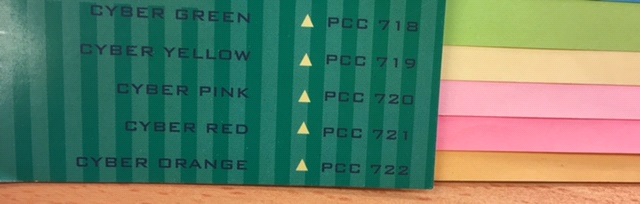 CYBER GREEN ▲ PCC 718
CYBER YELLOW ▲ PCC 719
CYBER PINK ▲ PCC 720
CYBER RED ▲ PCC 721
CYBER ORANGE ▲ PCC 722